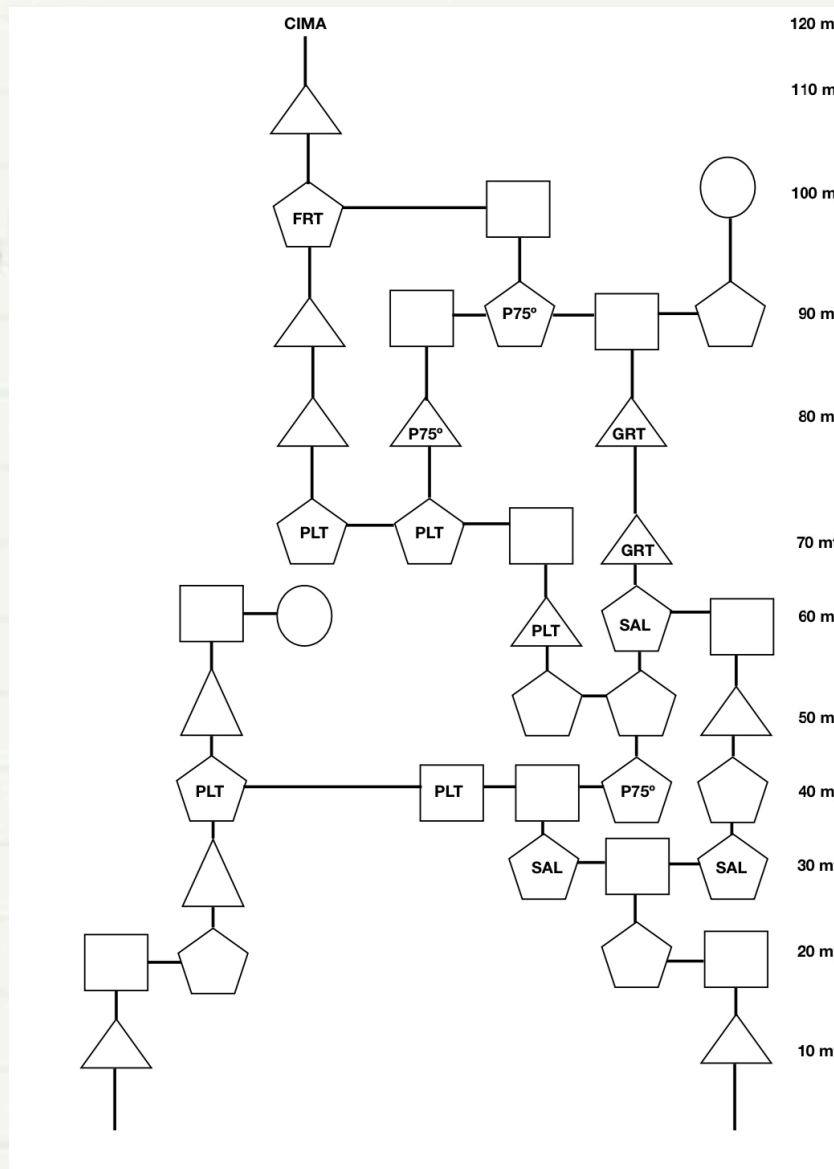 CIMA
120 m
110 m
FRT
100 m
P75º
90 m
P75º
GRT
80 m
PLT
PLT
GRT
70 m
PLT
SAL
60 m
50 m
PLT
PLT
P75º
40 m
SAL
SAL
30 m
20 m
10 m